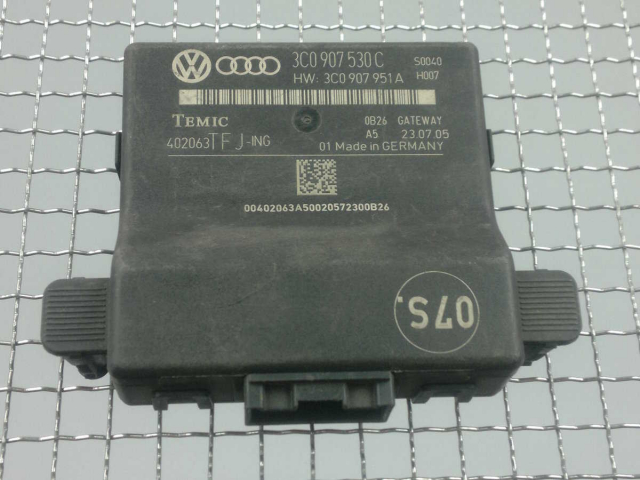 3C0 907 530 C S0040
HW: 3C0 907 951 A H007
TEMIC 0B26 GATEWAY
A5 23.07.05
402063TFJ-ING 01 Made in GERMANY
00402063A50020572300B26
07S.